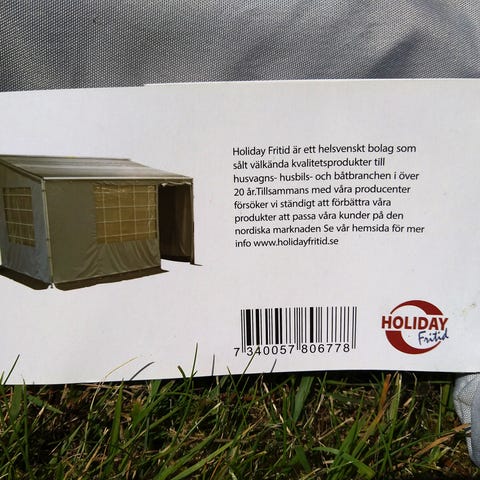 Holiday Fritid är ett helsvenskt bolag som
sålt välkända kvalitetsprodukter till
husvagns- husbils- och båtbranchen i över
20 år.Tillsammans med våra producenter
försöker vi ständigt att förbättra våra
produkter att passa våra kunder på den
nordiska marknaden Se vår hemsida för mer
info www.holidayfritid.se
7 340057 806778
HOLIDAY
Fritid